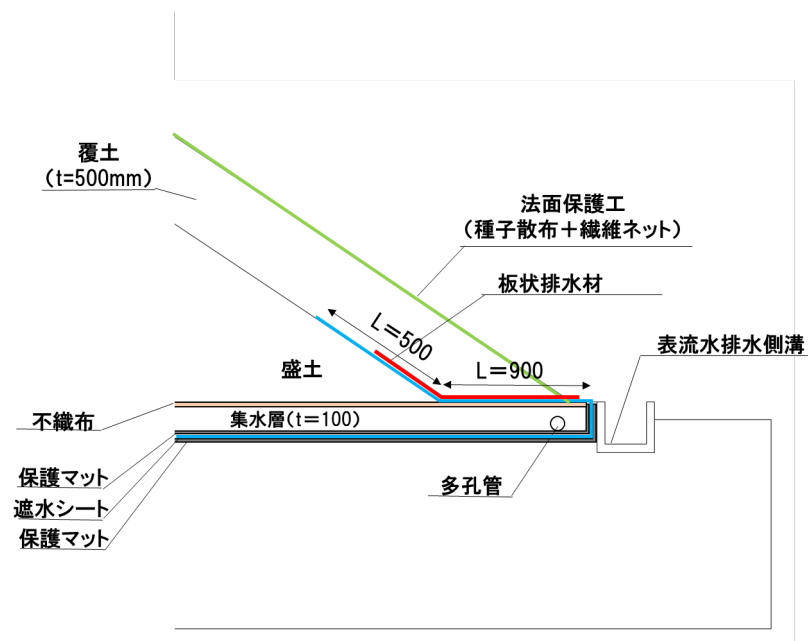 覆土
（t=500mm）
法面保護工
（種子散布＋繊維ネット）
板状排水材
L＝500
L＝900
表流水排水側溝
盛土
不織布
集水層（t＝100）
保護マット
多孔管
遮水シート
保護マット